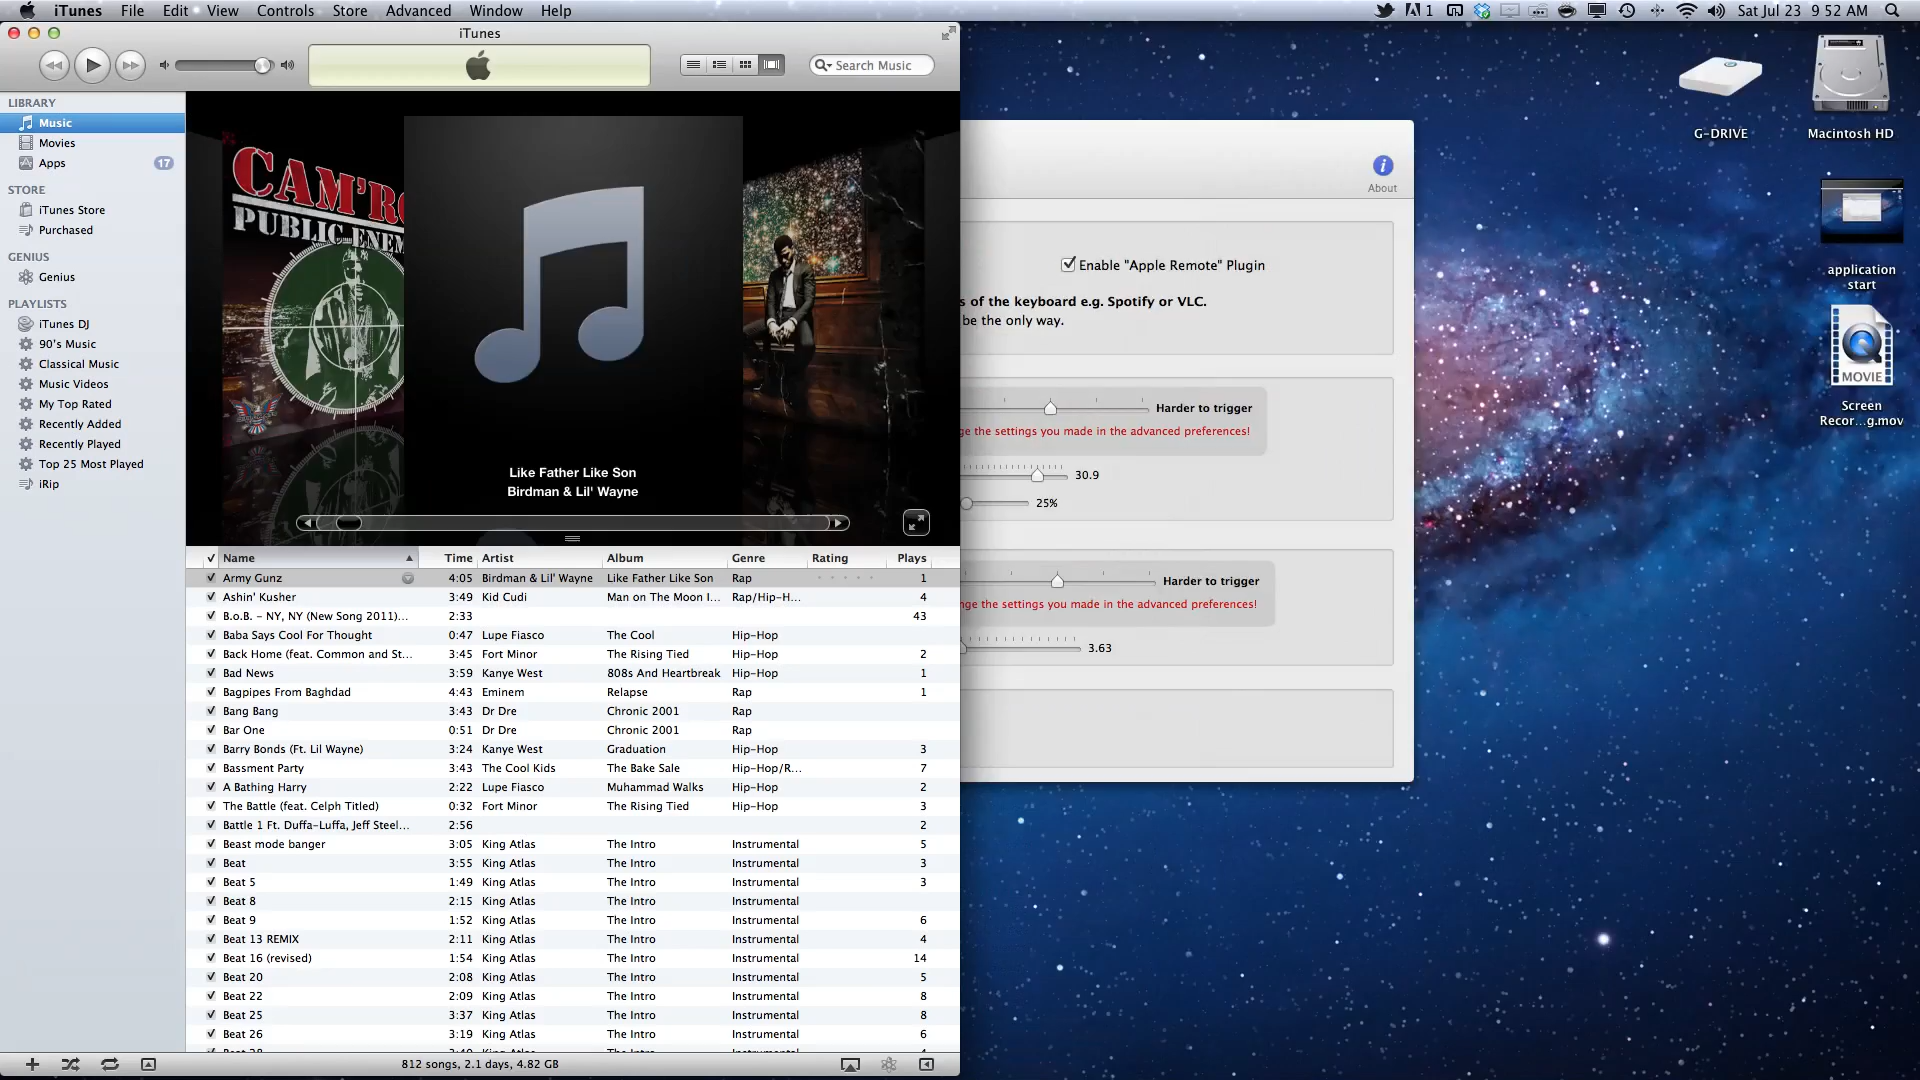 iTunes File Edit View Controls Store Advanced Window Help
1 Sat Jul 23 9:52 AM
iTunes
Search Music
LIBRARY
Music
Movies
Apps 17
STORE
iTunes Store
Purchased
GENIUS
Genius
PLAYLISTS
iTunes DJ
90's Music
Classical Music
Music Videos
My Top Rated
Recently Added
Recently Played
Top 25 Most Played
iRip
CAM'R
PUBLIC ENEM
Like Father Like Son
Birdman & Lil' Wayne
Name Time Artist Album Genre Rating Plays
Army Gunz 4:05 Birdman & Lil' Wayne Like Father Like Son Rap 1
Ashin' Kusher 3:49 Kid Cudi Man on The Moon I... Rap/Hip-H... 4
B.o.B. - NY, NY (New Song 2011)... 2:33 43
Baba Says Cool For Thought 0:47 Lupe Fiasco The Cool Hip-Hop
Back Home (feat. Common and St... 3:45 Fort Minor The Rising Tied Hip-Hop 2
Bad News 3:59 Kanye West 808s And Heartbreak Hip-Hop 1
Bagpipes From Baghdad 4:43 Eminem Relapse Rap 1
Bang Bang 3:43 Dr Dre Chronic 2001 Rap
Bar One 0:51 Dr Dre Chronic 2001 Rap
Barry Bonds (Ft. Lil Wayne) 3:24 Kanye West Graduation Hip-Hop 3
Bassment Party 3:43 The Cool Kids The Bake Sale Hip-Hop/R... 7
A Bathing Harry 2:22 Lupe Fiasco Muhammad Walks Hip-Hop 2
The Battle (feat. Celph Titled) 0:32 Fort Minor The Rising Tied Hip-Hop 3
Battle 1 Ft. Duffa-Luffa, Jeff Steel... 2:56 2
Beast mode banger 3:05 King Atlas The Intro Instrumental 5
Beat 3:55 King Atlas The Intro Instrumental 3
Beat 5 1:49 King Atlas The Intro Instrumental 3
Beat 8 2:15 King Atlas The Intro Instrumental
Beat 9 1:52 King Atlas The Intro Instrumental 6
Beat 13 REMIX 2:11 King Atlas The Intro Instrumental 4
Beat 16 (revised) 1:54 King Atlas The Intro Instrumental 14
Beat 20 2:08 King Atlas The Intro Instrumental 5
Beat 22 2:09 King Atlas The Intro Instrumental 8
Beat 25 3:37 King Atlas The Intro Instrumental 8
Beat 26 3:19 King Atlas The Intro Instrumental 6
812 songs, 2.1 days, 4.82 GB
About
Enable "Apple Remote" Plugin
s of the keyboard e.g. Spotify or VLC.
be the only way.
Harder to trigger
ge the settings you made in the advanced preferences!
30.9
25%
Harder to trigger
nge the settings you made in the advanced preferences!
3.63
G-DRIVE
Macintosh HD
application
start
MOVIE
Screen
Recor...g.mov